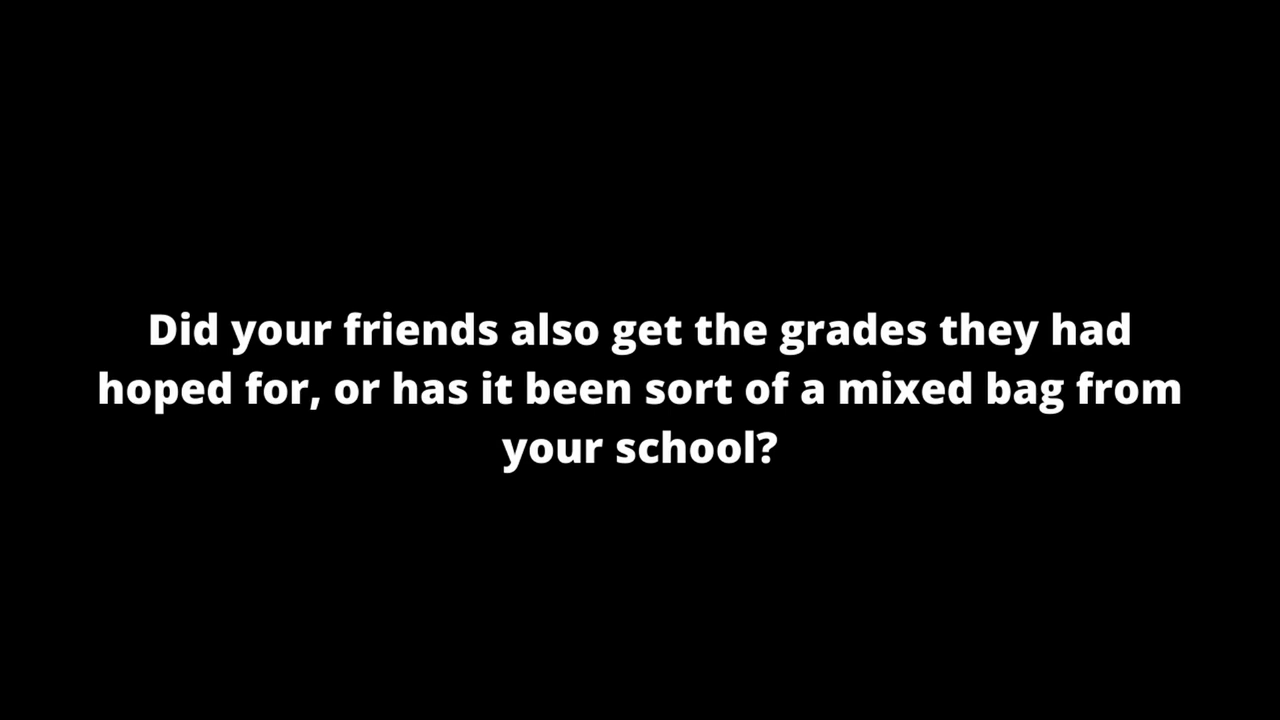 Did your friends also get the grades they had
hoped for, or has it been sort of a mixed bag from
your school?